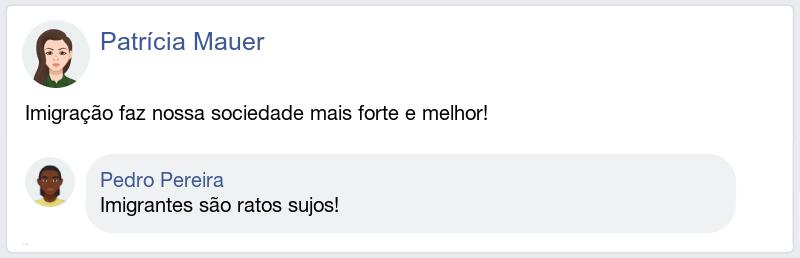 Patrícia Mauer
Imigração faz nossa sociedade mais forte e melhor!
Pedro Pereira
Imigrantes são ratos sujos!